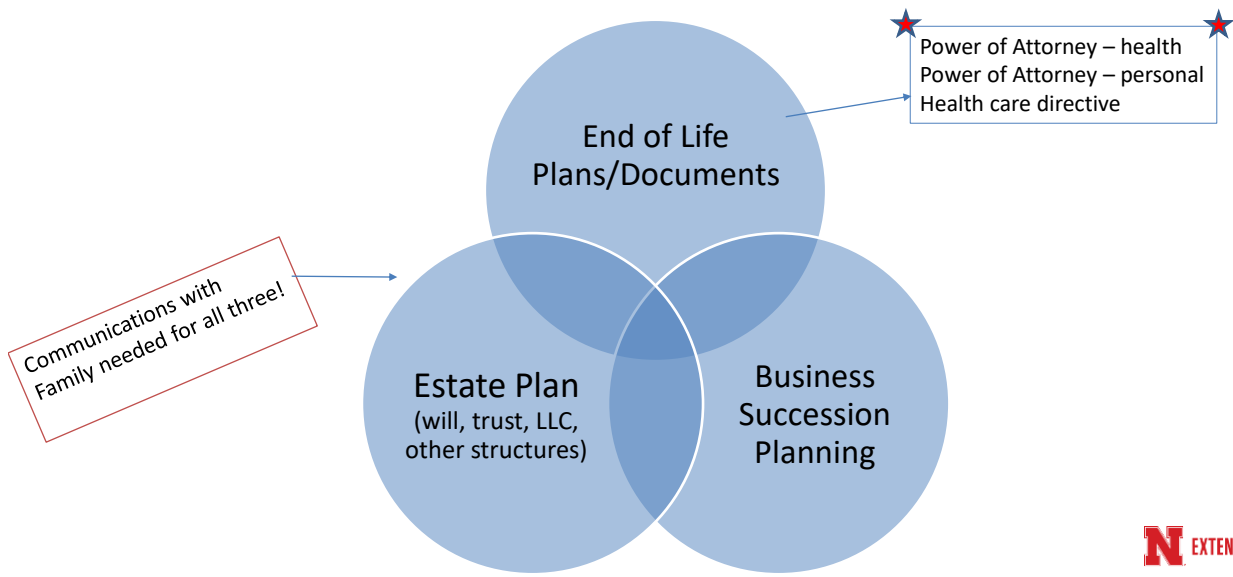 Power of Attorney – health
Power of Attorney – personal
Health care directive
End of Life
Plans/Documents
Communications with
Family needed for all three!
Estate Plan
(will, trust, LLC,
other structures)
Business
Succession
Planning
N EXTEN